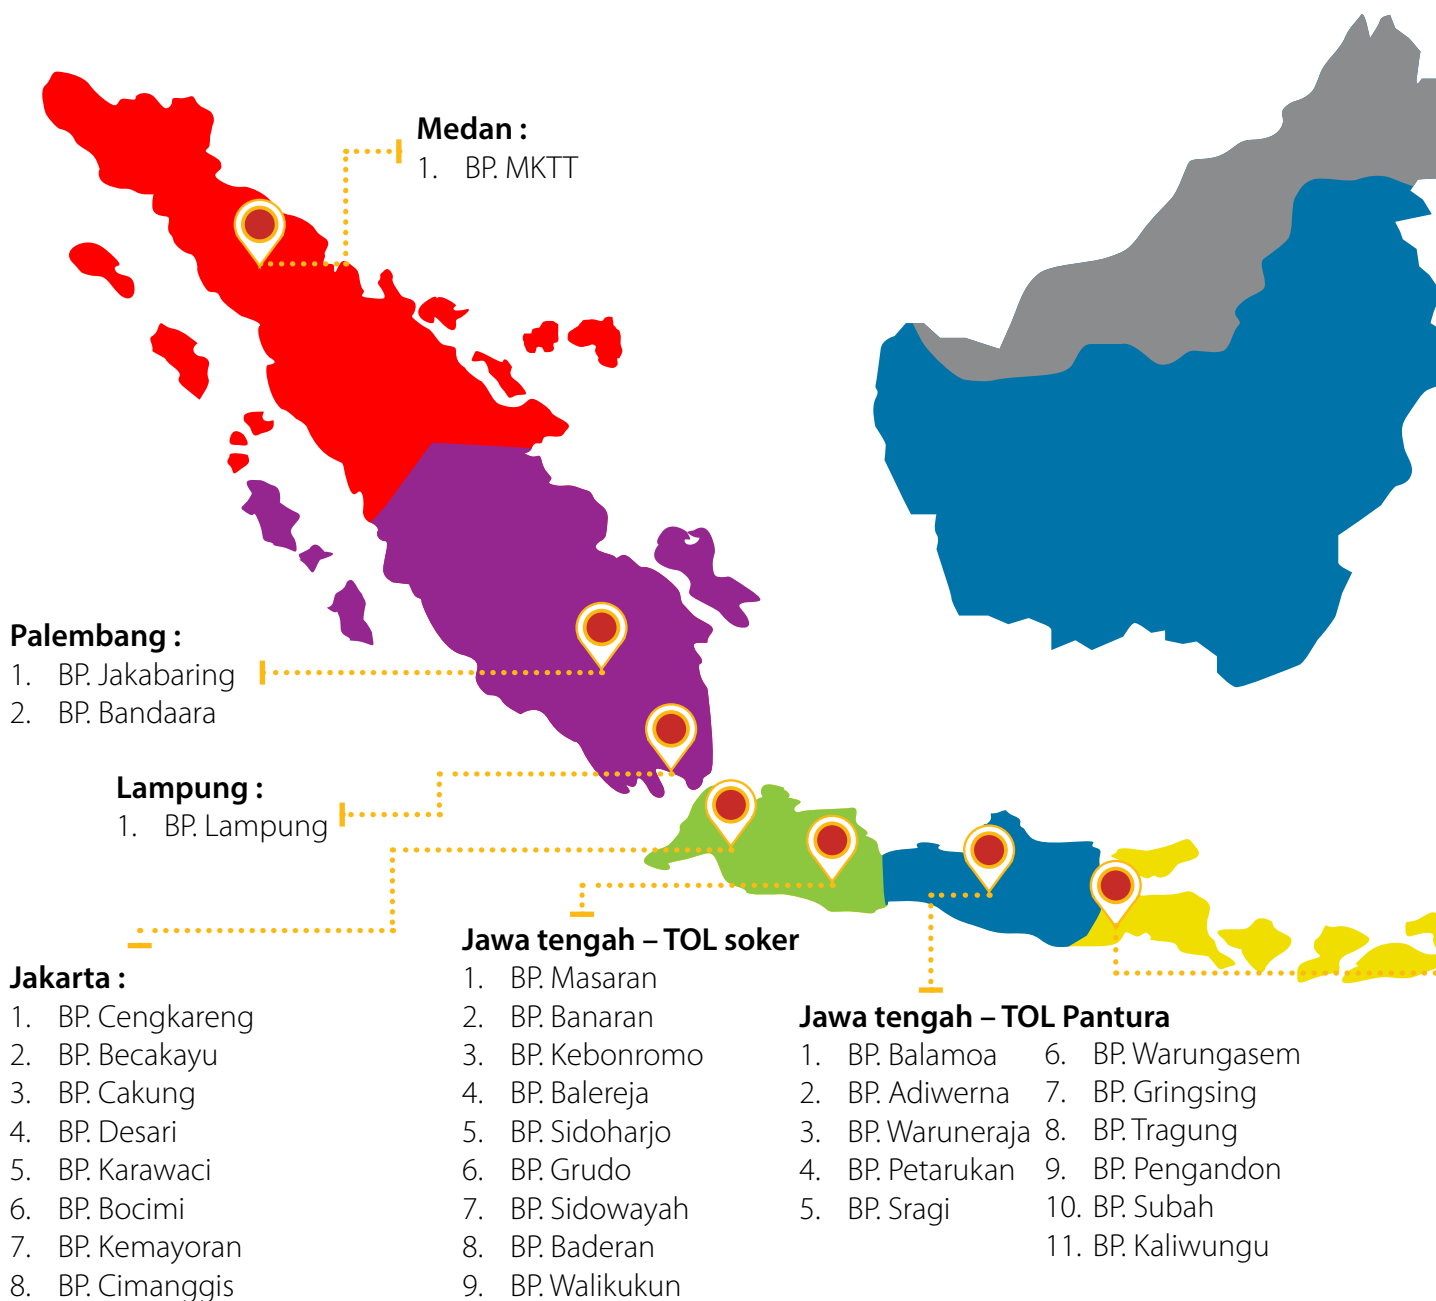 Medan :
1. BP. MKTT
Palembang :
1. BP. Jakabaring
2. BP. Bandaara
Lampung :
1. BP. Lampung
Jakarta :
1. BP. Cengkareng
2. BP. Becakayu
3. BP. Cakung
4. BP. Desari
5. BP. Karawaci
6. BP. Bocimi
7. BP. Kemayoran
8. BP. Cimanggis
Jawa tengah – TOL soker
1. BP. Masaran
2. BP. Banaran
3. BP. Kebonromo
4. BP. Balereja
5. BP. Sidoharjo
6. BP. Grudo
7. BP. Sidowayah
8. BP. Baderan
9. BP. Walikukun
Jawa tengah – TOL Pantura
1. BP. Balamoa
2. BP. Adiwerna
3. BP. Waruneraja
4. BP. Petarukan
5. BP. Sragi
6. BP. Warungasem
7. BP. Gringsing
8. BP. Tragung
9. BP. Pengandon
10. BP. Subah
11. BP. Kaliwungu